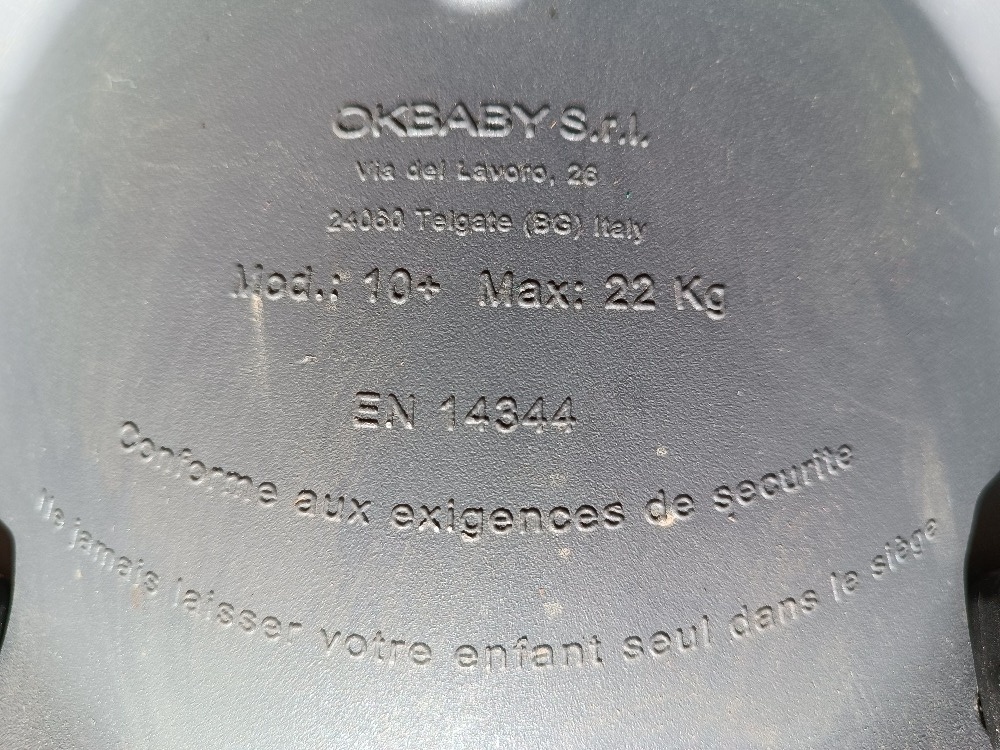 OKBABY S.r.l.
Via del Lavoro, 26
24060 Telgate (BG) Italy
Mod.: 10+ Max: 22 Kg
EN 14344
Conforme aux exigences de securite
Ne jamais laisser votre enfant seul dans le siège